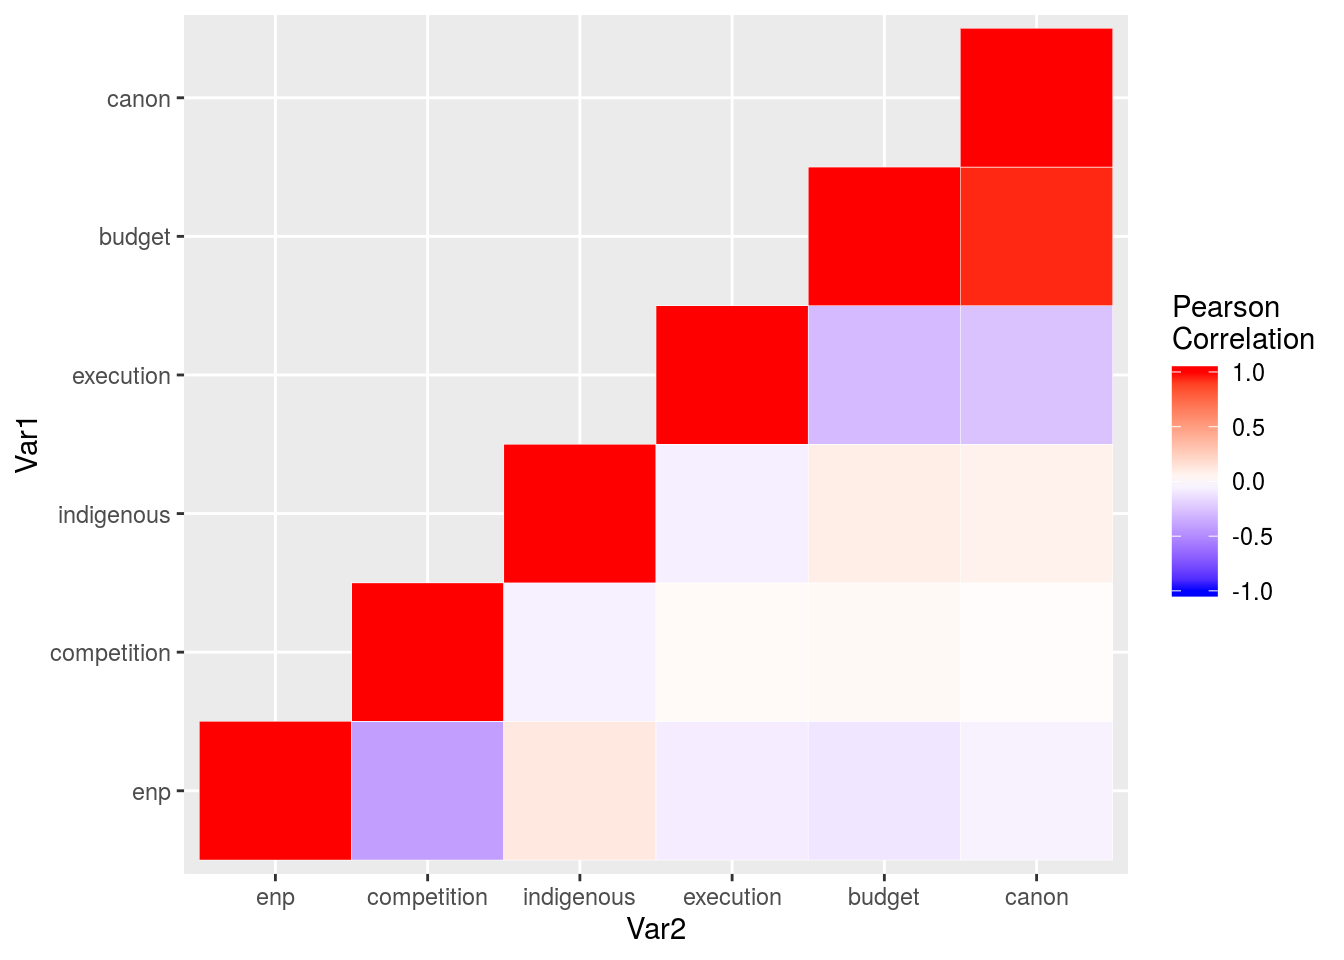 canon
budget
execution
indigenous
competition
enp
Var1
enp competition indigenous execution budget canon
Var2
Pearson
Correlation
1.0
0.5
0.0
-0.5
-1.0